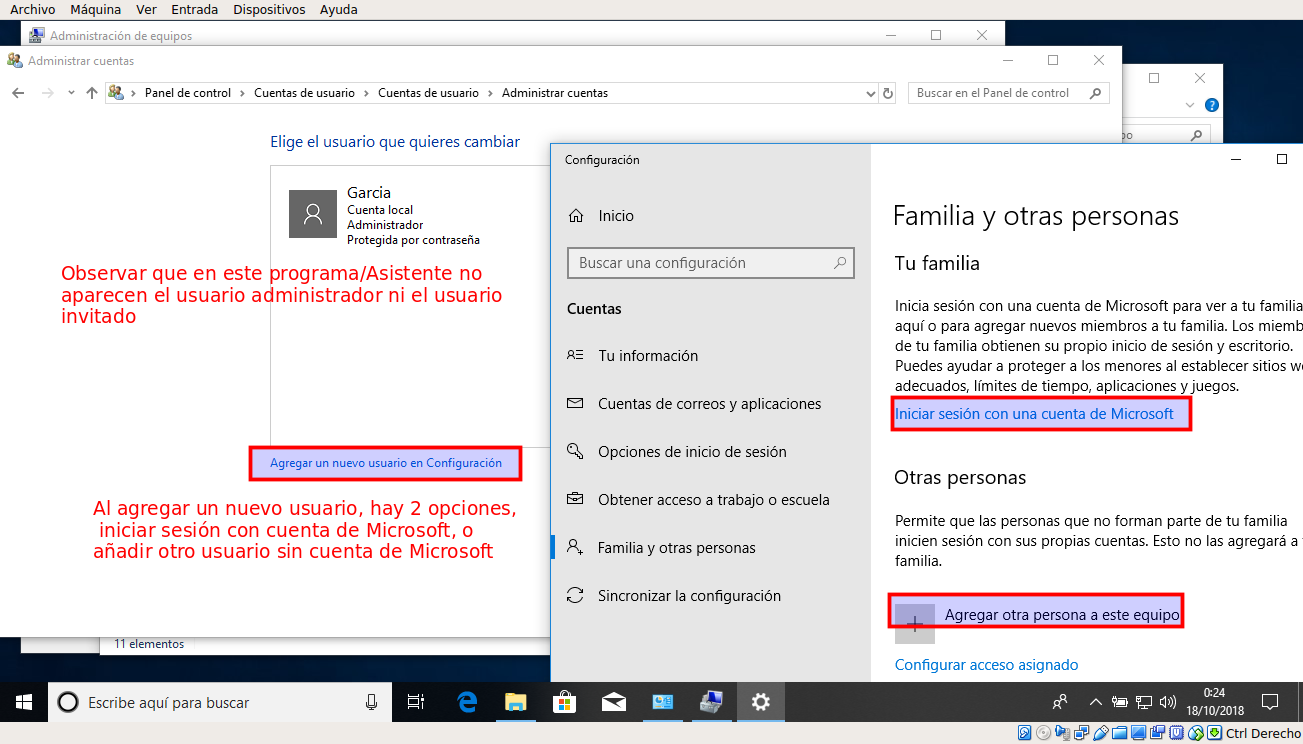 Archivo Máquina Ver Entrada Dispositivos Ayuda
Administración de equipos
Administrar cuentas
Panel de control > Cuentas de usuario > Cuentas de usuario > Administrar cuentas
Buscar en el Panel de control
po
Elige el usuario que quieres cambiar
Garcia
Cuenta local
Administrador
Protegida por contraseña
Observar que en este programa/Asistente no
aparecen el usuario administrador ni el usuario
invitado
Agregar un nuevo usuario en Configuración
Al agregar un nuevo usuario, hay 2 opciones,
iniciar sesión con cuenta de Microsoft, o
añadir otro usuario sin cuenta de Microsoft
11 elementos
Configuración
Inicio
Buscar una configuración
Cuentas
Tu información
Cuentas de correos y aplicaciones
Opciones de inicio de sesión
Obtener acceso a trabajo o escuela
Familia y otras personas
Sincronizar la configuración
Familia y otras personas
Tu familia
Inicia sesión con una cuenta de Microsoft para ver a tu familia
aquí o para agregar nuevos miembros a tu familia. Los miemb
de tu familia obtienen su propio inicio de sesión y escritorio.
Puedes ayudar a proteger a los menores al establecer sitios w
adecuados, límites de tiempo, aplicaciones y juegos.
Iniciar sesión con una cuenta de Microsoft
Otras personas
Permite que las personas que no forman parte de tu familia
inicien sesión con sus propias cuentas. Esto no las agregará a
familia.
Agregar otra persona a este equipo
Configurar acceso asignado
Escribe aquí para buscar
0:24
18/10/2018
Ctrl Derecho